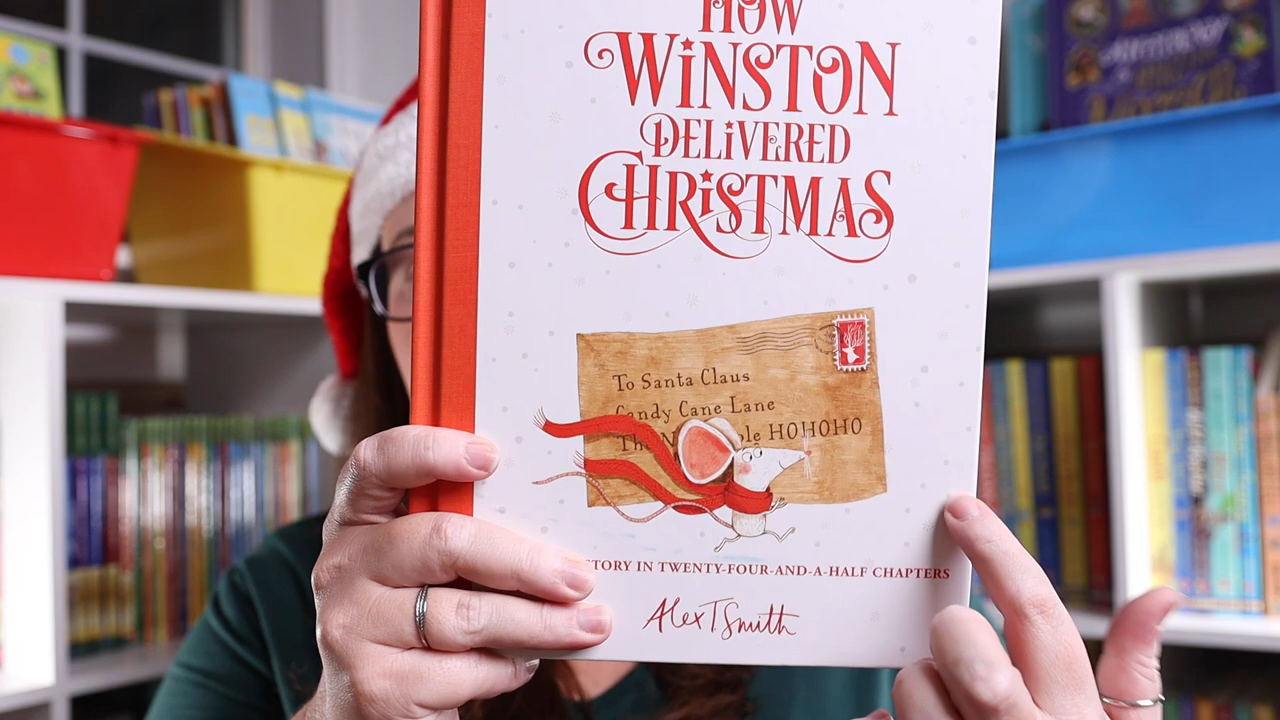 HOW
WINSTON
DELIVERED
CHRISTMAS
To Santa Claus
Candy Cane Lane
HOHOHO
STORY IN TWENTY-FOUR-AND-A-HALF CHAPTERS
Alex T Smith